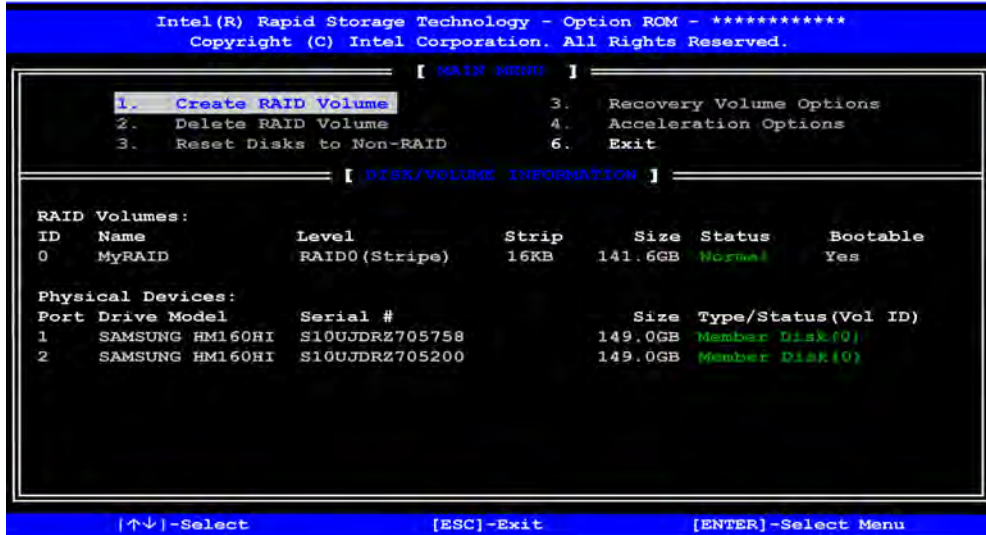 Intel(R) Rapid Storage Technology - Option ROM - ************
Copyright (C) Intel Corporation. All Rights Reserved.
[ MAIN MENU ]
1. Create RAID Volume 3. Recovery Volume Options
2. Delete RAID Volume 4. Acceleration Options
3. Reset Disks to Non-RAID 6. Exit
[ DISK/VOLUME INFORMATION ]
RAID Volumes:
ID Name Level Strip Size Status Bootable
0 MyRAID RAID0(Stripe) 16KB 141.6GB Normal Yes
Physical Devices:
Port Drive Model Serial # Size Type/Status(Vol ID)
1 SAMSUNG HM160HI S10UJDRZ705758 149.0GB Member Disk(0)
2 SAMSUNG HM160HI S10UJDRZ705200 149.0GB Member Disk(0)
[↑↓]-Select [ESC]-Exit [ENTER]-Select Menu